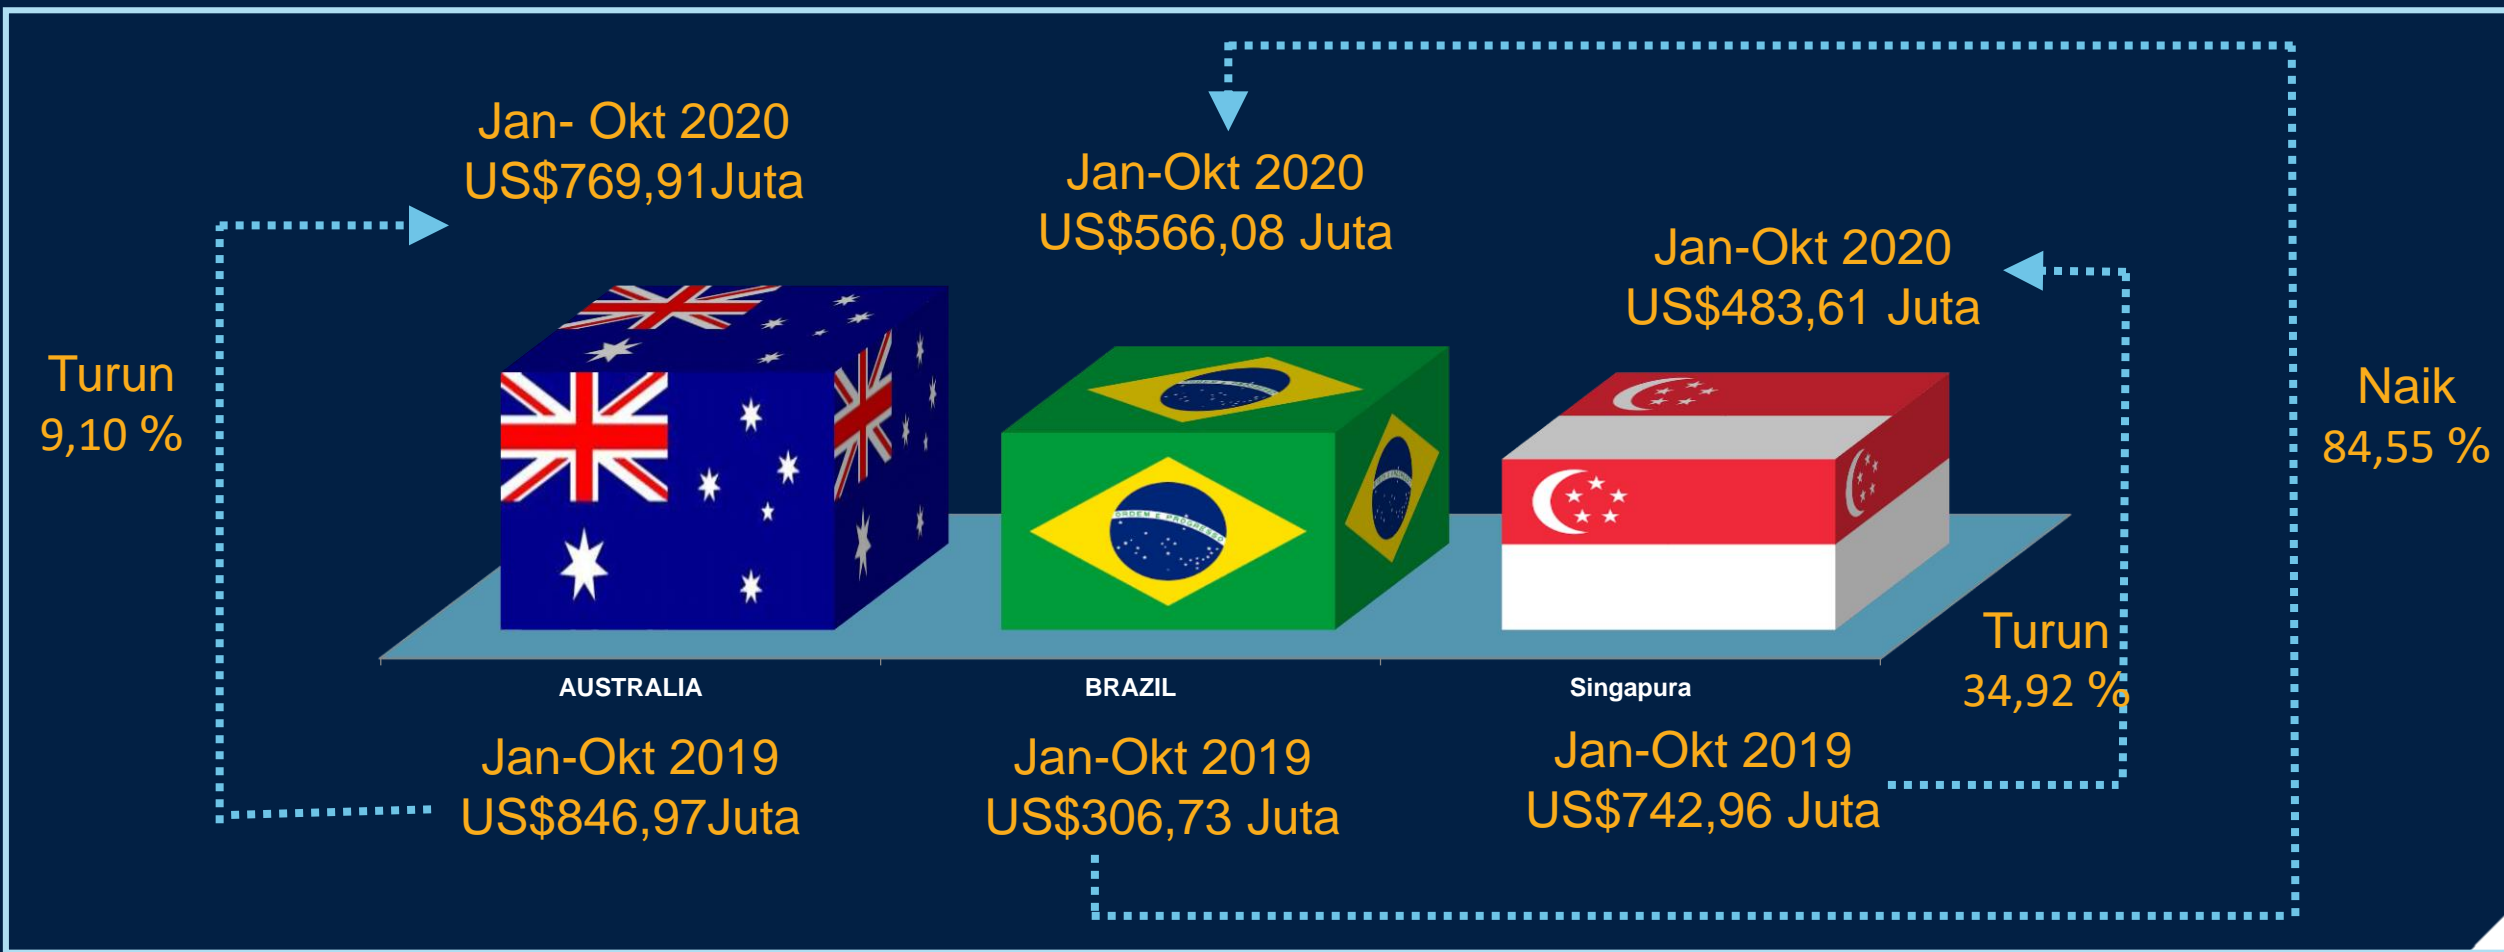 Jan- Okt 2020
US$769,91Juta
Jan-Okt 2020
US$566,08 Juta
Jan-Okt 2020
US$483,61 Juta
Turun
9,10 %
Naik
84,55 %
Turun
34,92 %
AUSTRALIA
BRAZIL
Singapura
Jan-Okt 2019
US$846,97Juta
Jan-Okt 2019
US$306,73 Juta
Jan-Okt 2019
US$742,96 Juta
ORDEM E PROGRESSO